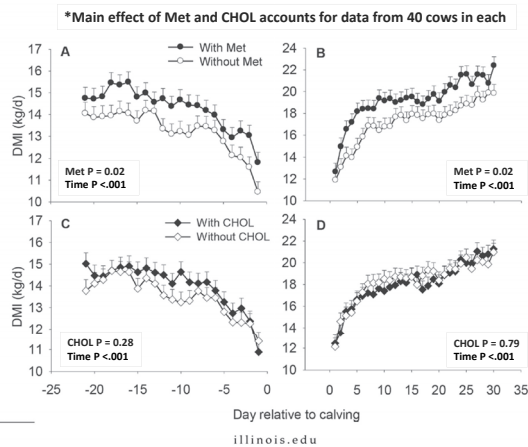 *Main effect of Met and CHOL accounts for data from 40 cows in each
A
With Met
Without Met
DMI (kg/d)
17
16
15
14
13
12
11
10
Met P = 0.02
Time P <.001
B
24
22
20
18
16
14
12
10
Met P = 0.02
Time P <.001
C
With CHOL
Without CHOL
DMI (kg/d)
17
16
15
14
13
12
11
10
CHOL P = 0.28
Time P <.001
-25 -20 -15 -10 -5 0
D
24
22
20
18
16
14
12
10
CHOL P = 0.79
Time P <.001
0 5 10 15 20 25 30 35
Day relative to calving
illinois.edu